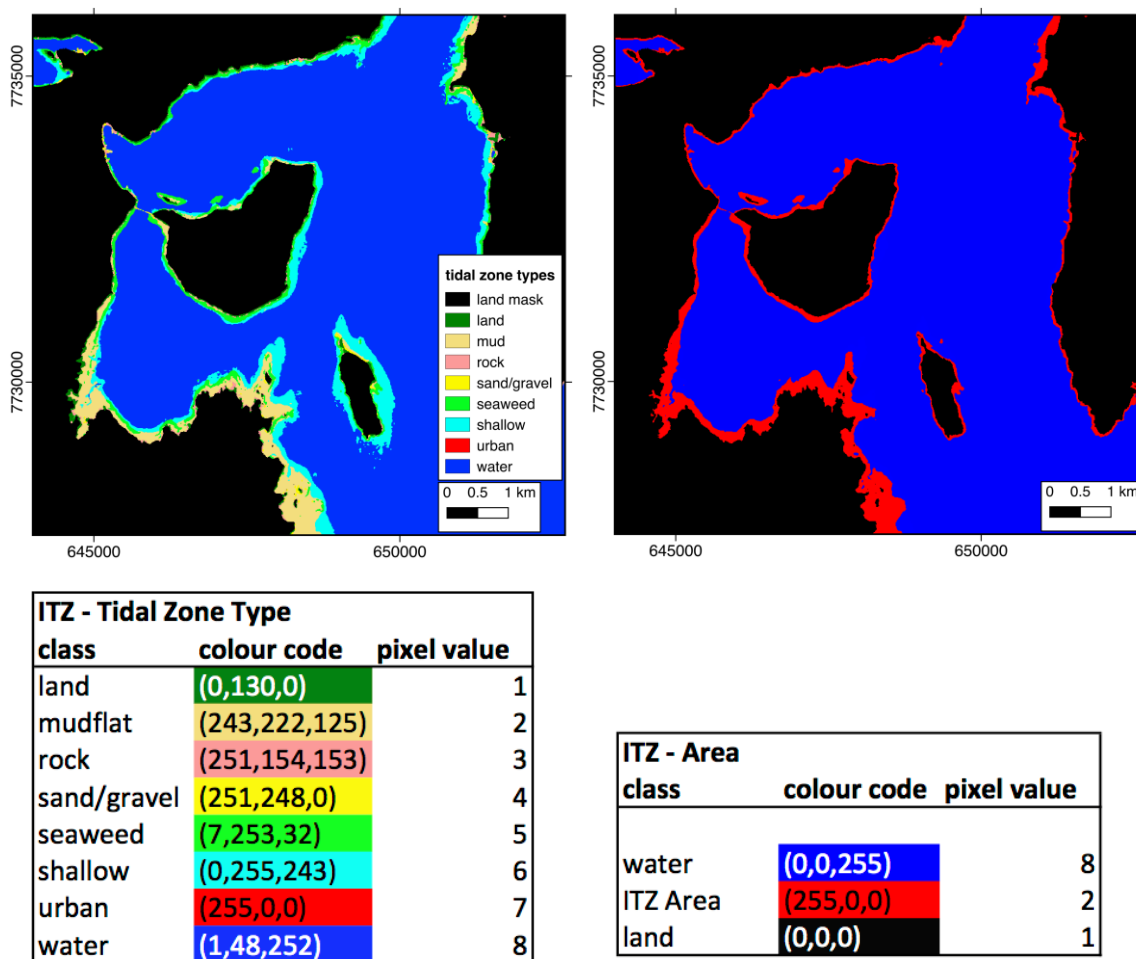 7735000
7730000
645000
650000
tidal zone types
land mask
land
mud
rock
sand/gravel
seaweed
shallow
urban
water
0 0.5 1 km
7735000
7730000
645000
650000
0 0.5 1 km
ITZ - Tidal Zone Type
class colour code pixel value
land (0,130,0) 1
mudflat (243,222,125) 2
rock (251,154,153) 3
sand/gravel (251,248,0) 4
seaweed (7,253,32) 5
shallow (0,255,243) 6
urban (255,0,0) 7
water (1,48,252) 8
ITZ - Area
class colour code pixel value
water (0,0,255) 8
ITZ Area (255,0,0) 2
land (0,0,0) 1